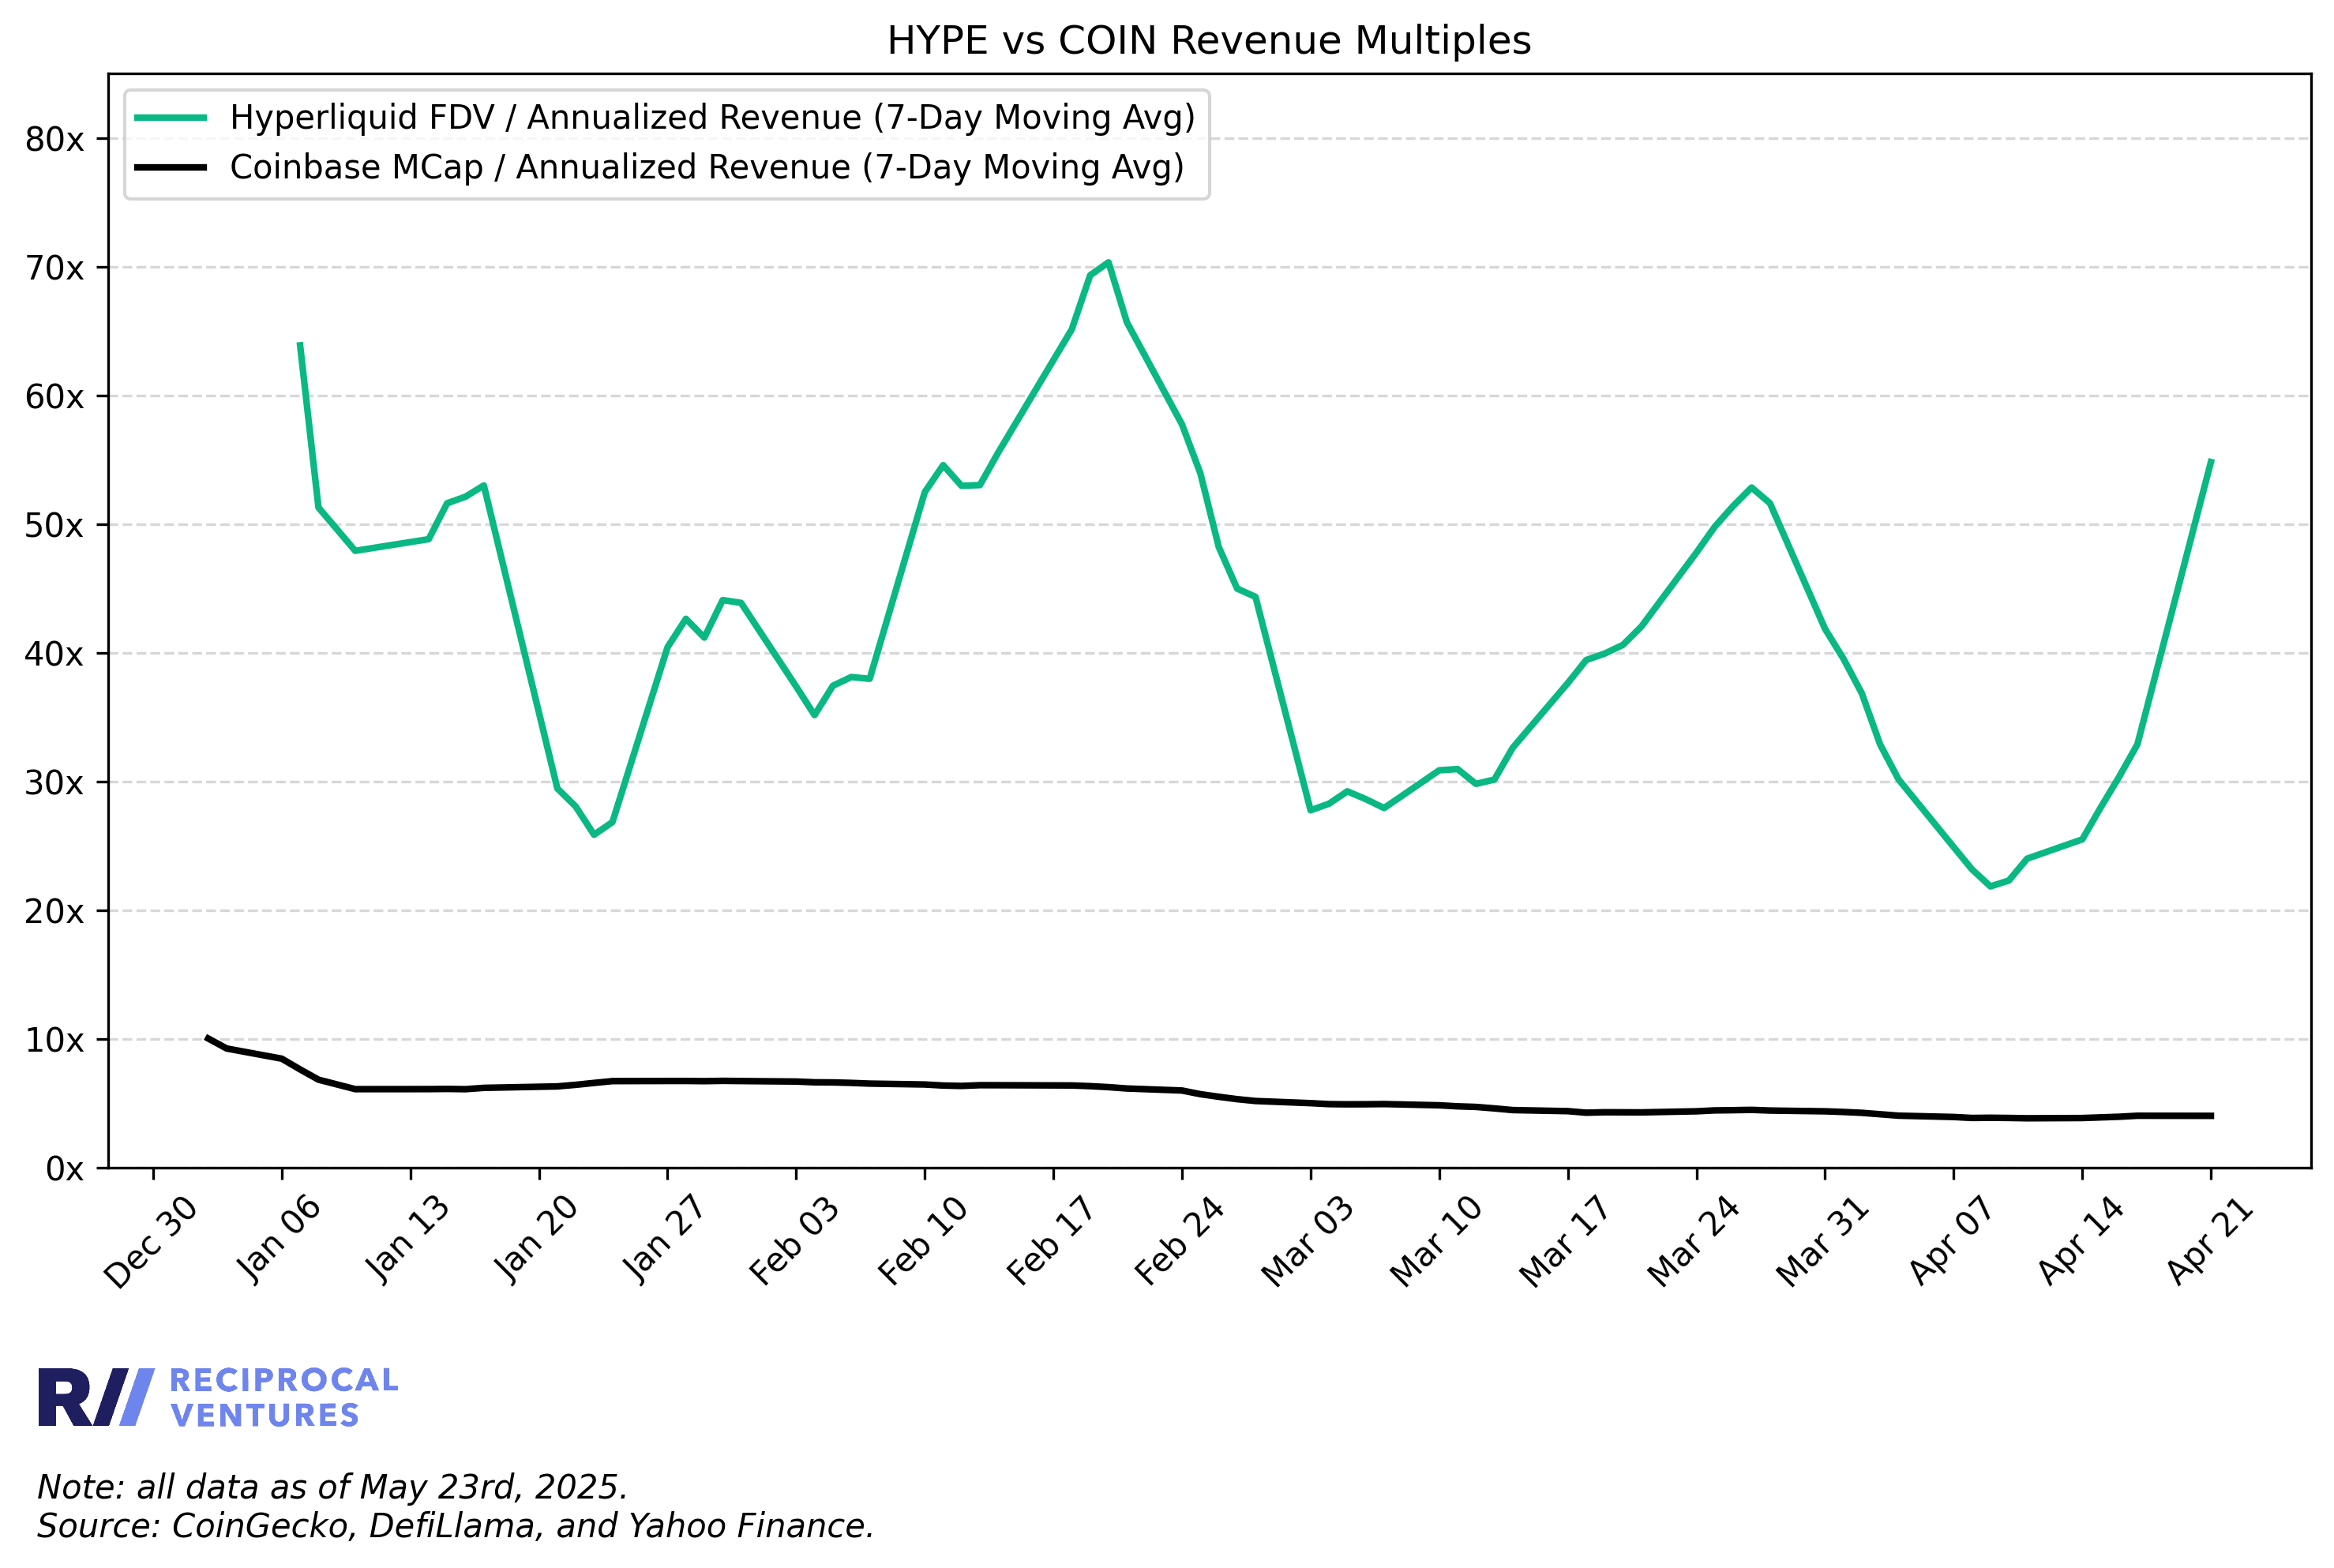 HYPE vs COIN Revenue Multiples
Hyperliquid FDV / Annualized Revenue (7-Day Moving Avg)
Coinbase MCap / Annualized Revenue (7-Day Moving Avg)
80x
70x
60x
50x
40x
30x
20x
10x
0x
Dec 30
Jan 06
Jan 13
Jan 20
Jan 27
Feb 03
Feb 10
Feb 17
Feb 24
Mar 03
Mar 10
Mar 17
Mar 24
Mar 31
Apr 07
Apr 14
Apr 21
RECIPROCAL
VENTURES
Note: all data as of May 23rd, 2025.
Source: CoinGecko, DefiLlama, and Yahoo Finance.